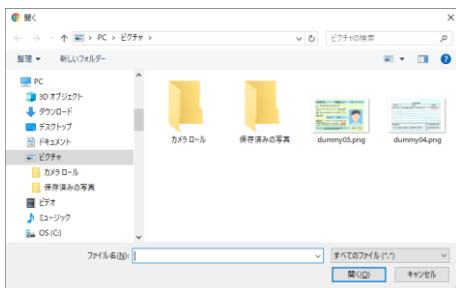 開く
PC > ピクチャ >
ピクチャの検索
整理 新しいフォルダー
PC
3D オブジェクト
ダウンロード
デスクトップ
ドキュメント
ピクチャ
カメラロール
保存済みの写真
ビデオ
ミュージック
OS (C:)
カメラロール
保存済みの写真
dummy03.png
dummy04.png
ファイル名(N):
すべてのファイル (*.*)
開く(O)
キャンセル